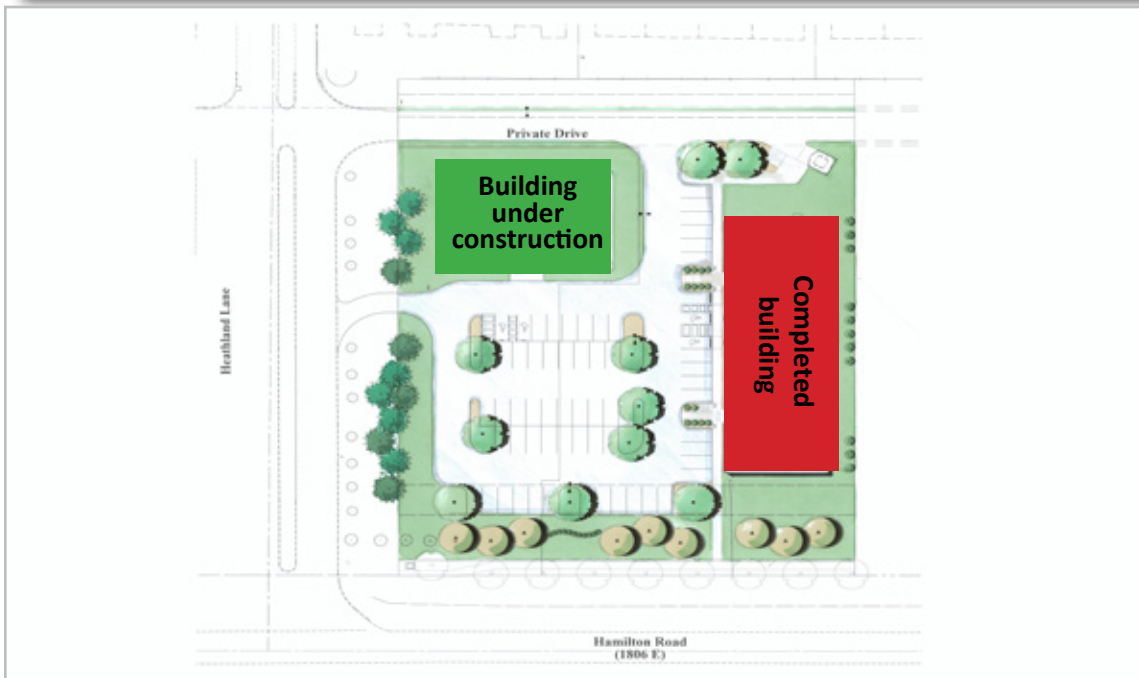 Private Drive
Building
under
construction
Completed
building
Heathland Lane
Hamilton Road
(1806 E)